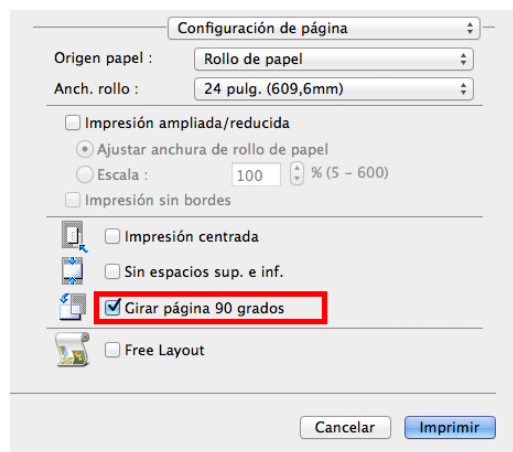 Configuración de página
Origen papel : Rollo de papel
Anch. rollo : 24 pulg. (609,6mm)
Impresión ampliada/reducida
Ajustar anchura de rollo de papel
Escala : 100 % (5 - 600)
Impresión sin bordes
Impresión centrada
Sin espacios sup. e inf.
Girar página 90 grados
Free Layout
Cancelar Imprimir